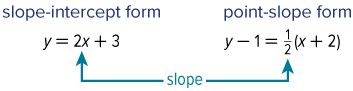 slope-intercept form point-slope form
y = 2x + 3 y − 1 = ½(x + 2)
slope